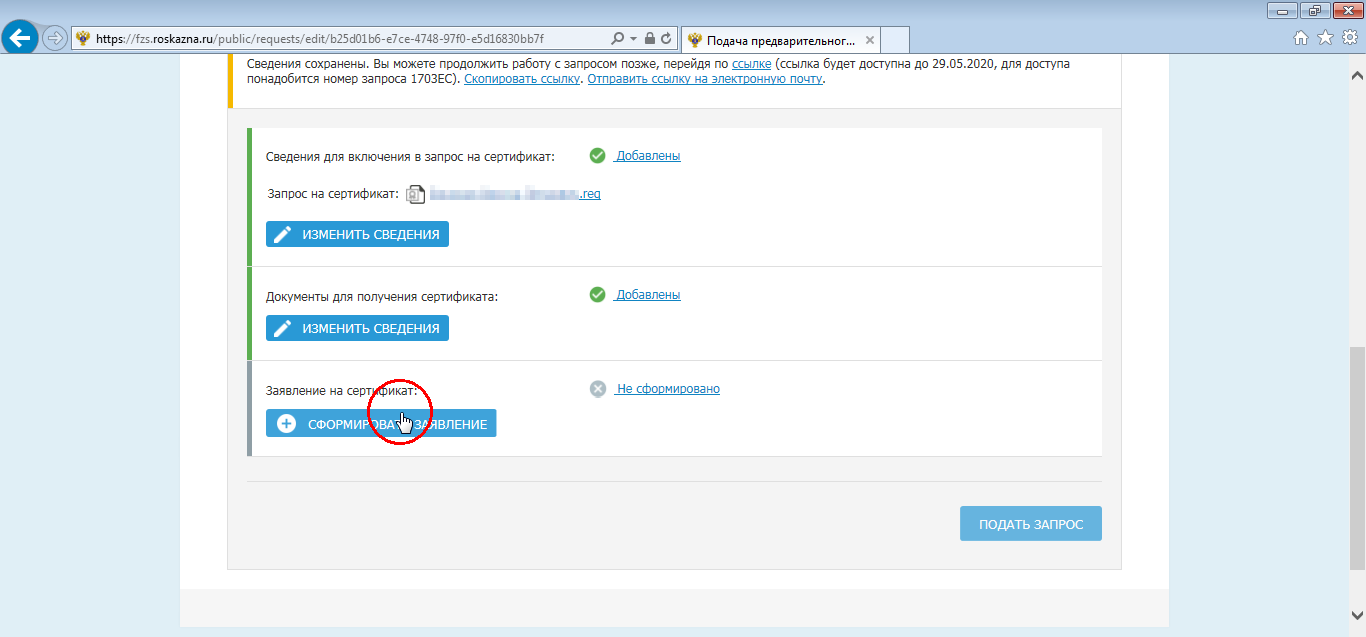 https://fzs.roskazna.ru/public/requests/edit/b25d01b6-e7ce-4748-97f0-e5d16830bb7f
Подача предварительног...
Сведения сохранены. Вы можете продолжить работу с запросом позже, перейдя по ссылке (ссылка будет доступна до 29.05.2020, для доступа
понадобится номер запроса 1703EC). Скопировать ссылку. Отправить ссылку на электронную почту.
Сведения для включения в запрос на сертификат: Добавлены
Запрос на сертификат: .req
ИЗМЕНИТЬ СВЕДЕНИЯ
Документы для получения сертификата: Добавлены
ИЗМЕНИТЬ СВЕДЕНИЯ
Заявление на сертификат: Не сформировано
СФОРМИРОВАТЬ ЗАЯВЛЕНИЕ
ПОДАТЬ ЗАПРОС